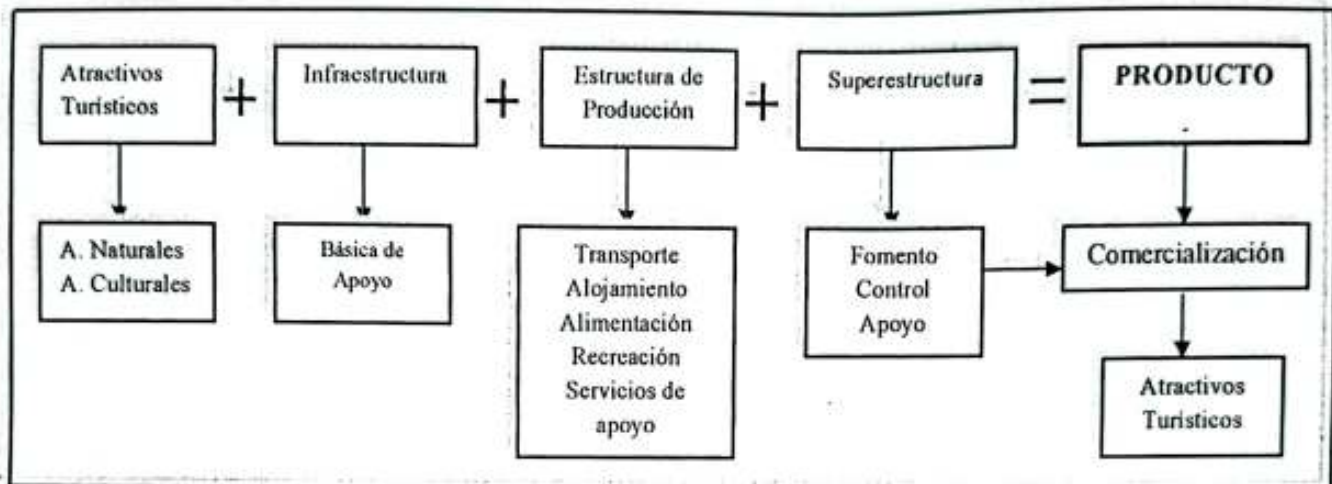 Atractivos
Turísticos
+
Infraestructura
+
Estructura de
Producción
+
Superestructura
=
PRODUCTO
A. Naturales
A. Culturales
Básica de
Apoyo
Transporte
Alojamiento
Alimentación
Recreación
Servicios de
apoyo
Fomento
Control
Apoyo
Comercialización
Atractivos
Turísticos